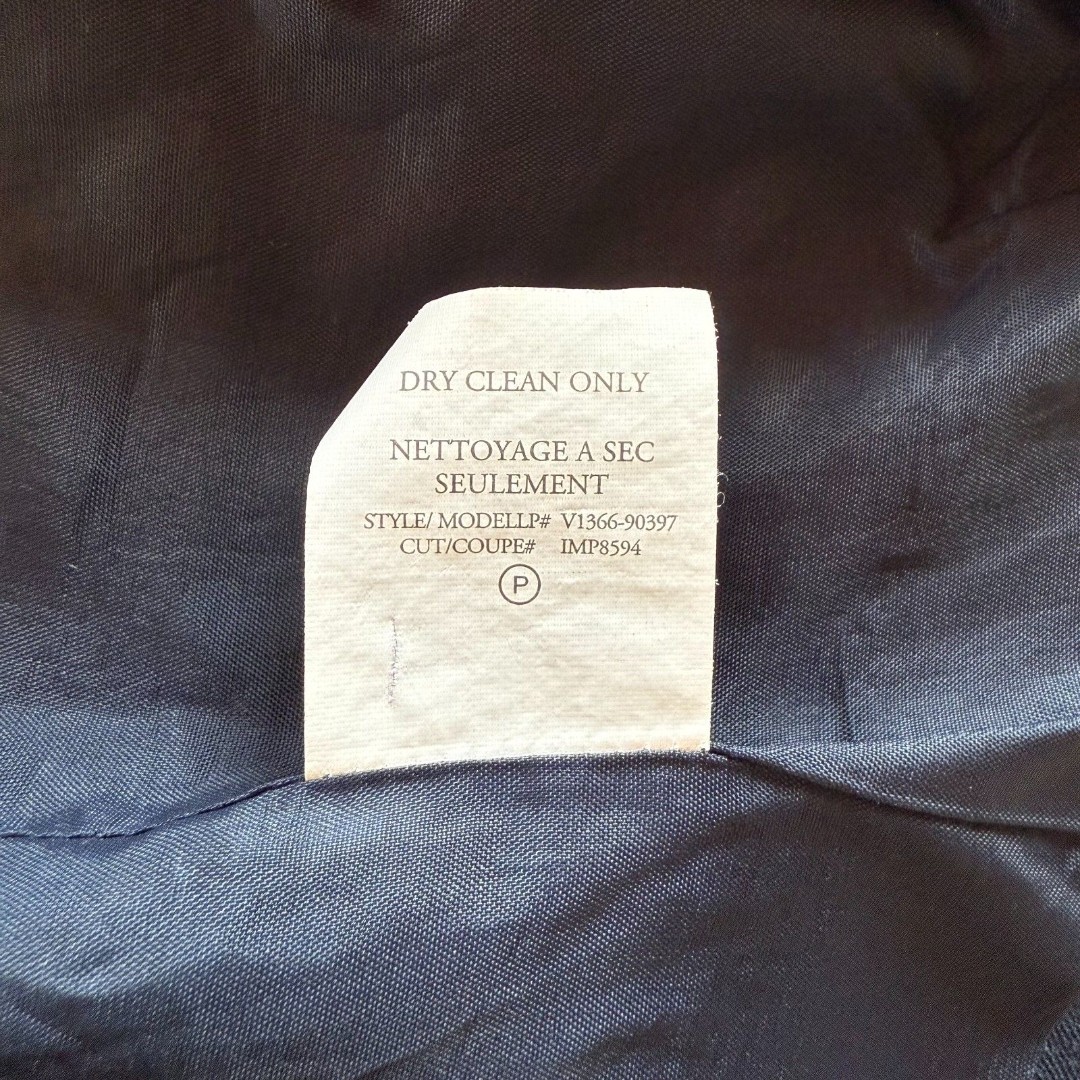 DRY CLEAN ONLY
NETTOYAGE A SEC
SEULEMENT
STYLE/ MODELLP# V1366-90397
CUT/COUPE# IMP8594
P